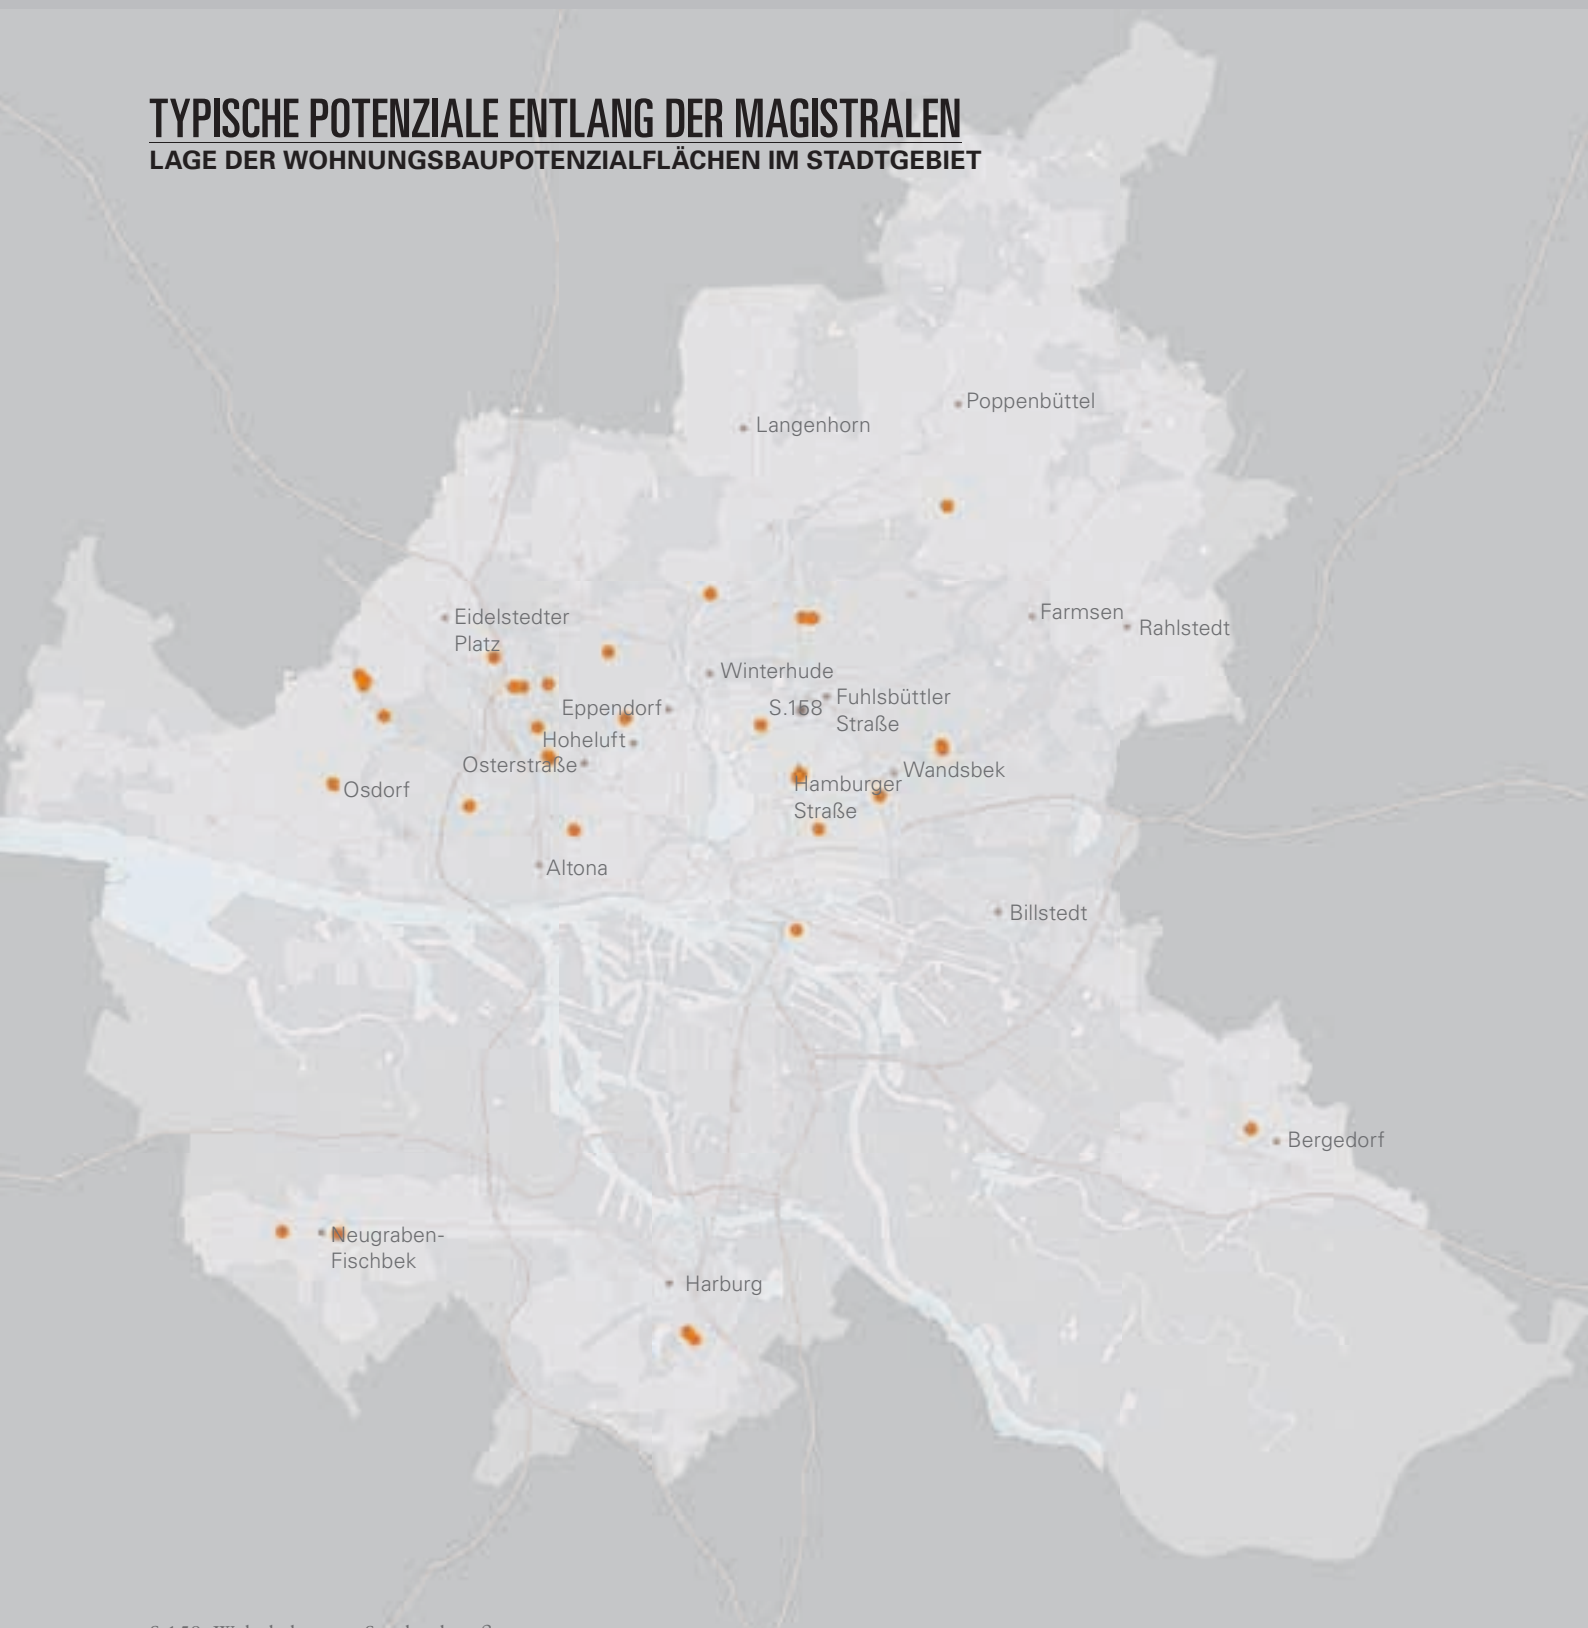 TYPISCHE POTENZIALE ENTLANG DER MAGISTRALEN
LAGE DER WOHNUNGSBAUPOTENZIALFLÄCHEN IM STADTGEBIET
Poppenbüttel
Langenhorn
Eidelstedter
Platz
Farmsen
Rahlstedt
Winterhude
Eppendorf
S.158
Fuhlsbüttler
Straße
Hoheluft
Osterstraße
Wandsbek
Hamburger
Straße
Osdorf
Altona
Billstedt
Bergedorf
Neugraben-
Fischbek
Harburg